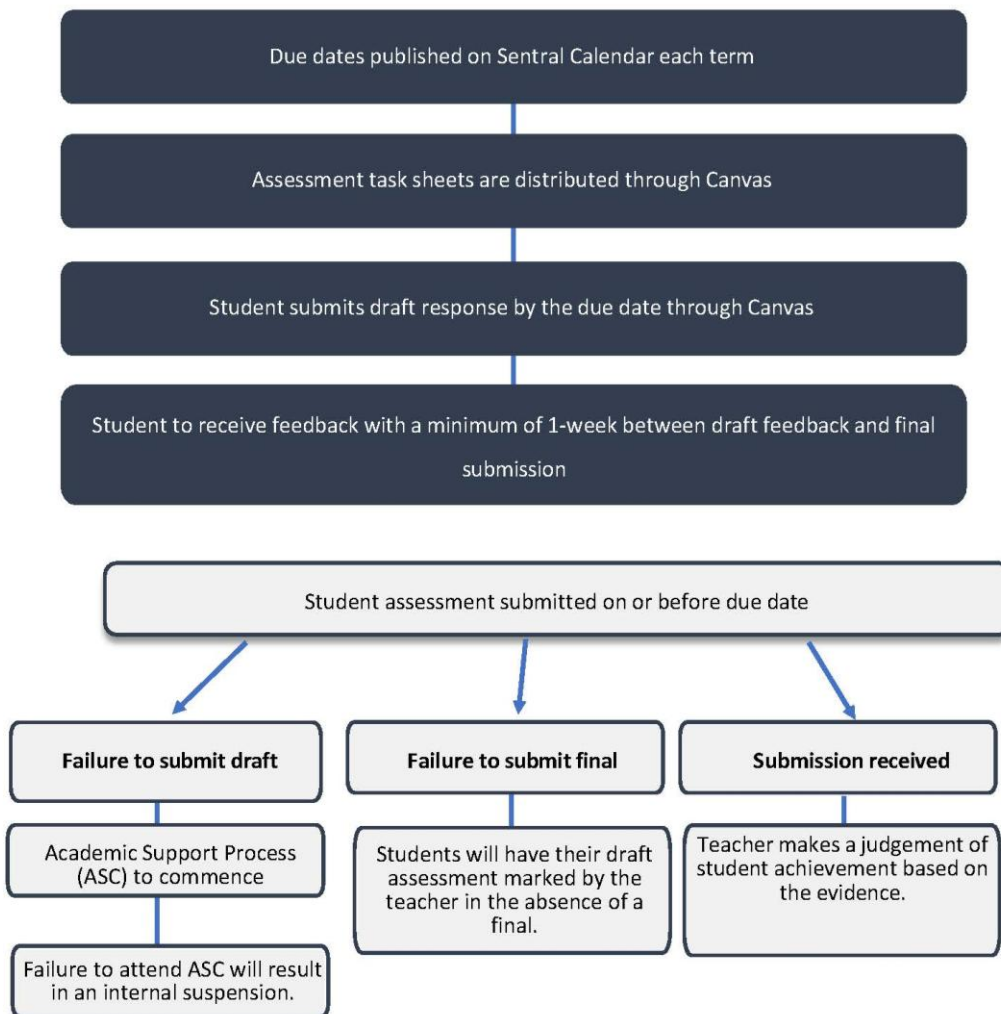 Due dates published on Sentral Calendar each term
Assessment task sheets are distributed through Canvas
Student submits draft response by the due date through Canvas
Student to receive feedback with a minimum of 1-week between draft feedback and final
submission
Student assessment submitted on or before due date
Failure to submit draft
Academic Support Process
(ASC) to commence
Failure to attend ASC will result
in an internal suspension.
Failure to submit final
Students will have their draft
assessment marked by the
teacher in the absence of a
final.
Submission received
Teacher makes a judgement of
student achievement based on
the evidence.